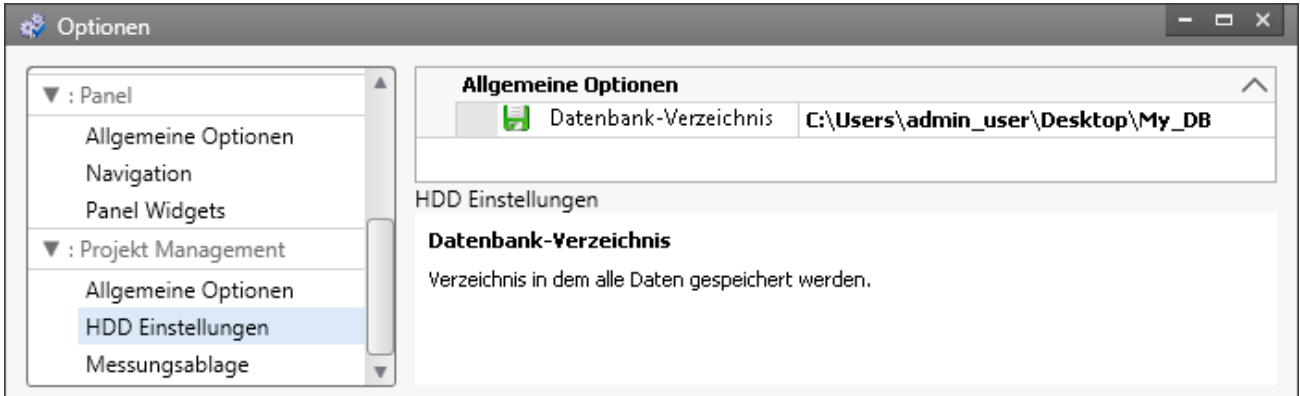 Optionen
▼ : Panel
Allgemeine Optionen
Navigation
Panel Widgets
▼ : Projekt Management
Allgemeine Optionen
HDD Einstellungen
Messungsablage
Allgemeine Optionen
Datenbank-Verzeichnis C:\Users\admin_user\Desktop\My_DB
HDD Einstellungen
Datenbank-Verzeichnis
Verzeichnis in dem alle Daten gespeichert werden.